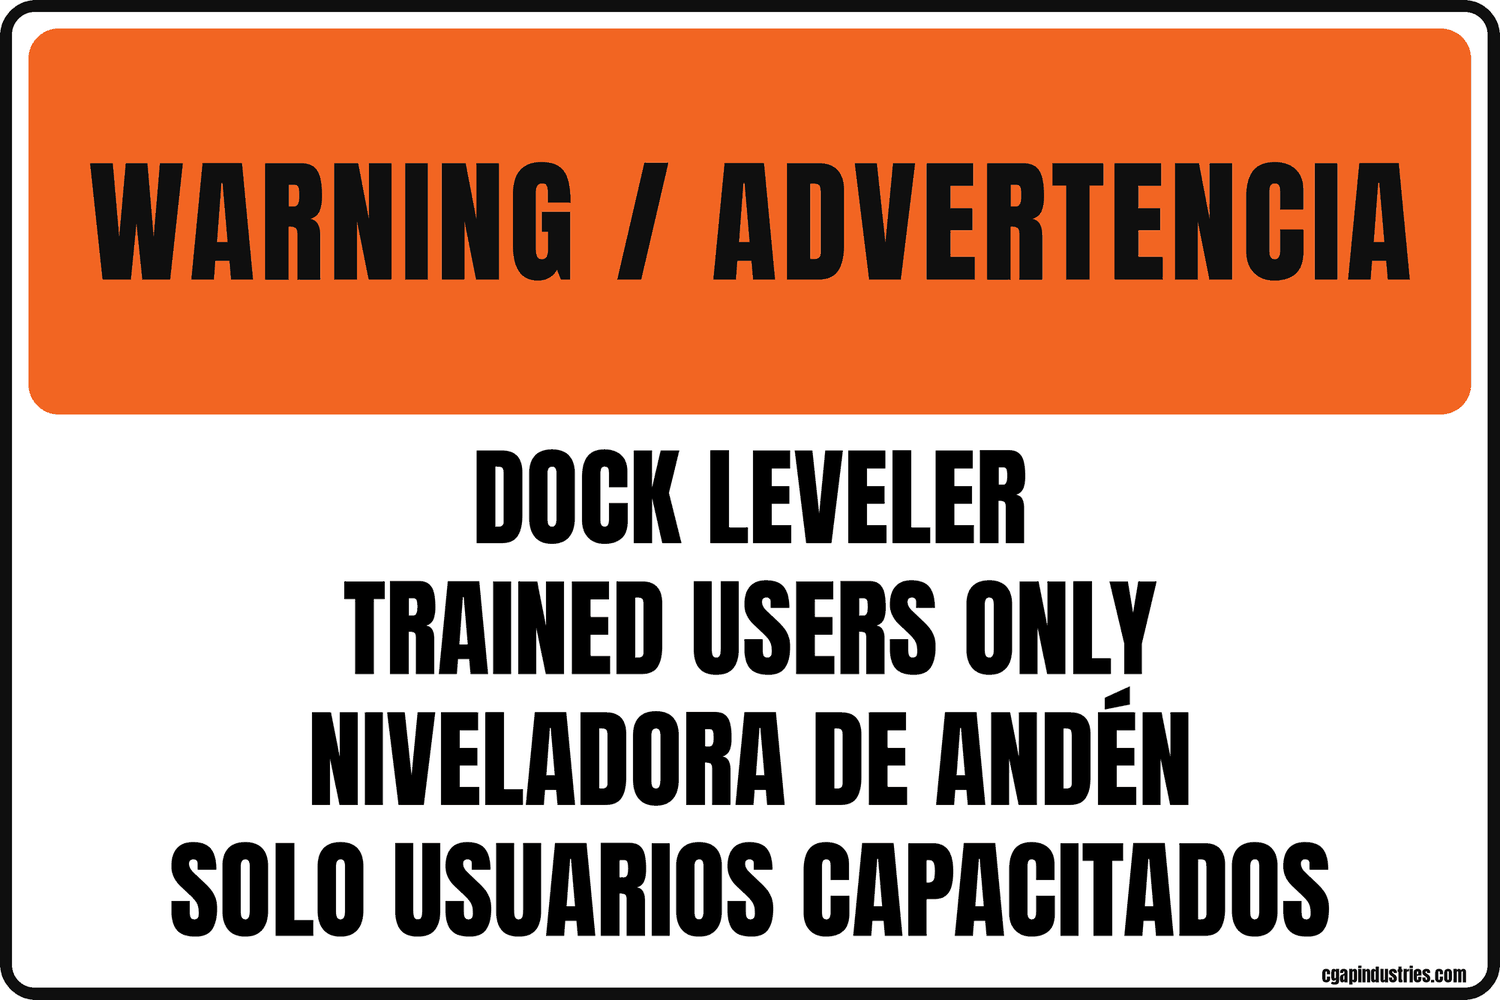 WARNING / ADVERTENCIA
DOCK LEVELER
TRAINED USERS ONLY
NIVELADORA DE ANDÉN
SOLO USUARIOS CAPACITADOS
cgapindustries.com